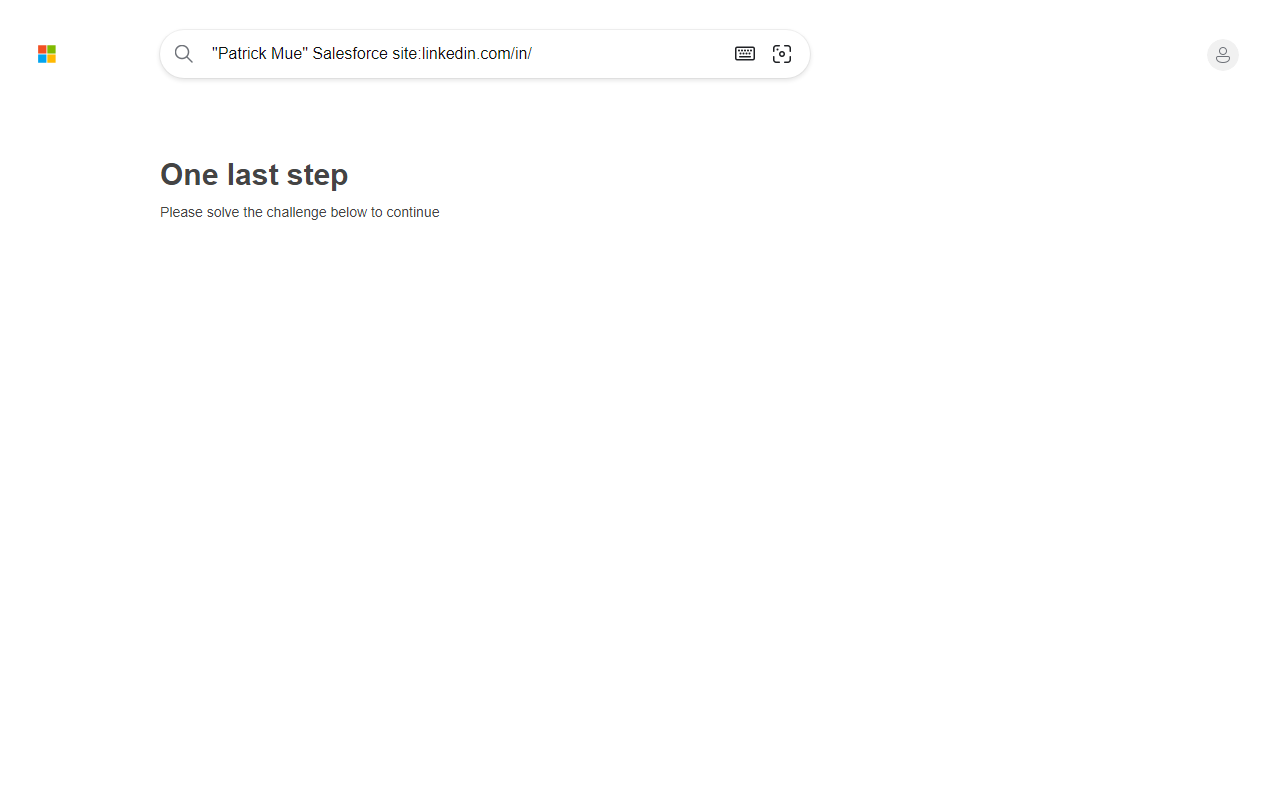 "Patrick Mue" Salesforce site:linkedin.com/in/
One last step
Please solve the challenge below to continue